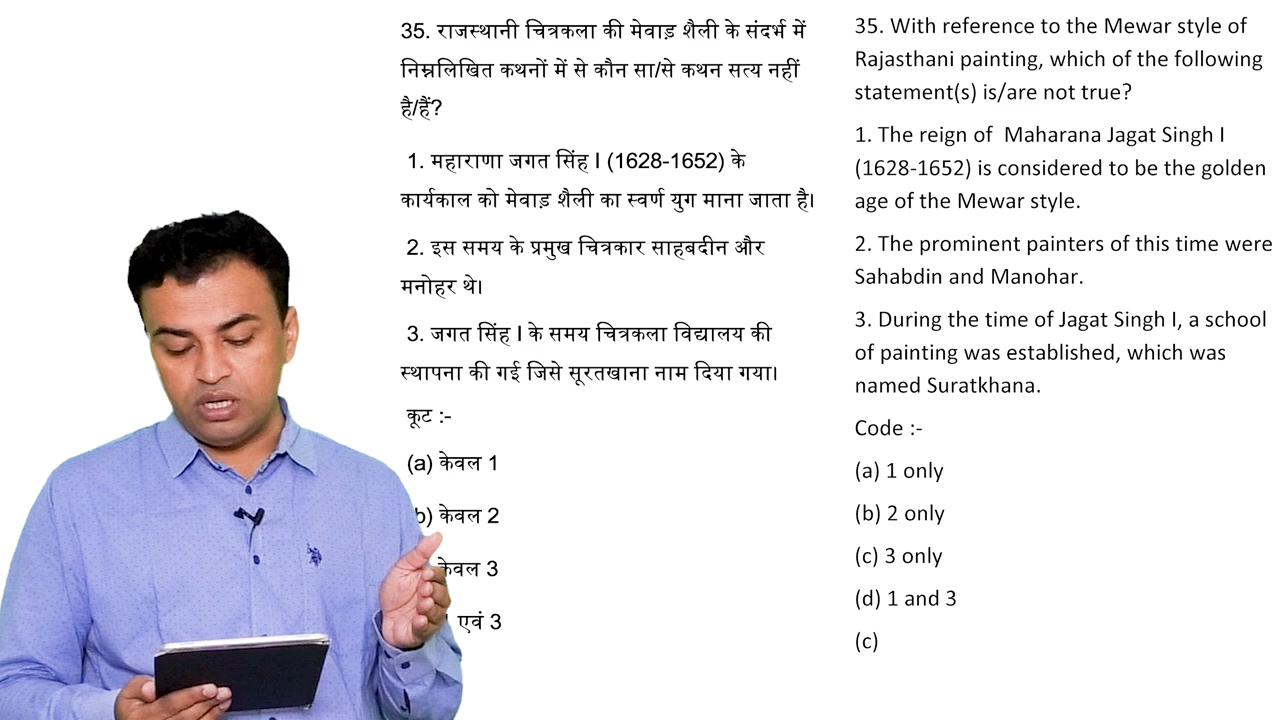 35. राजस्थानी चित्रकला की मेवाड़ शैली के संदर्भ में
निम्नलिखित कथनों में से कौन सा/से कथन सत्य नहीं
है/हैं?
1. महाराणा जगत सिंह I (1628-1652) के
कार्यकाल को मेवाड़ शैली का स्वर्ण युग माना जाता है।
2. इस समय के प्रमुख चित्रकार साहबदीन और
मनोहर थे।
3. जगत सिंह I के समय चित्रकला विद्यालय की
स्थापना की गई जिसे सूरतखाना नाम दिया गया।
कूट :-
(a) केवल 1
b) केवल 2
केवल 3
एवं 3
35. With reference to the Mewar style of
Rajasthani painting, which of the following
statement(s) is/are not true?
1. The reign of Maharana Jagat Singh I
(1628-1652) is considered to be the golden
age of the Mewar style.
2. The prominent painters of this time were
Sahabdin and Manohar.
3. During the time of Jagat Singh I, a school
of painting was established, which was
named Suratkhana.
Code :-
(a) 1 only
(b) 2 only
(c) 3 only
(d) 1 and 3
(c)